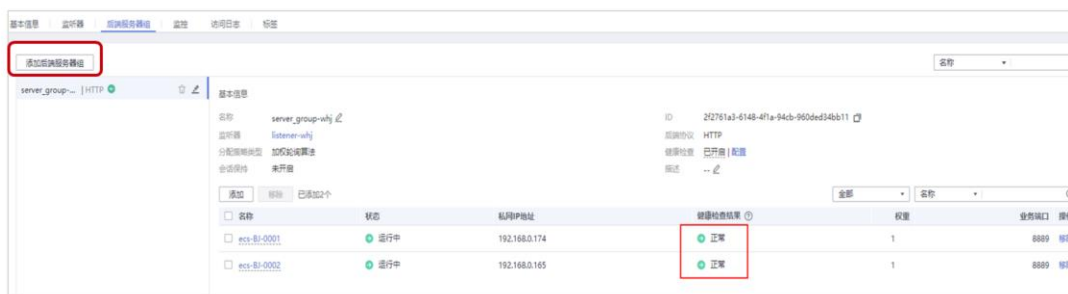 基本信息 监听器 后端服务器组 监控 访问日志 标签
添加后端服务器组 名称
server_group-... | HTTP
基本信息
名称 server_group-whj ID 2f2761a3-6148-4f1a-94cb-960ded34bb11
监听器 listener-whj 后端协议 HTTP
分配策略类型 加权轮询算法 健康检查 已开启 | 配置
会话保持 未开启 描述 --
添加 移除 已添加2个 全部 名称
名称 状态 私网IP地址 健康检查结果 权重 业务端口
ecs-BJ-0001 运行中 192.168.0.174 正常 1 8889
ecs-BJ-0002 运行中 192.168.0.165 正常 1 8889